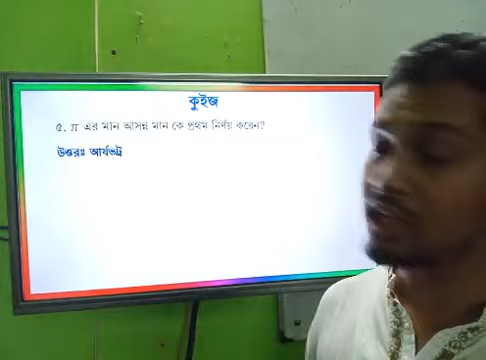 কুইজ
৫. π এর মান আসন্ন মান কে প্রথম নির্ণয় করেন?
উত্তরঃ আর্যভট্ট